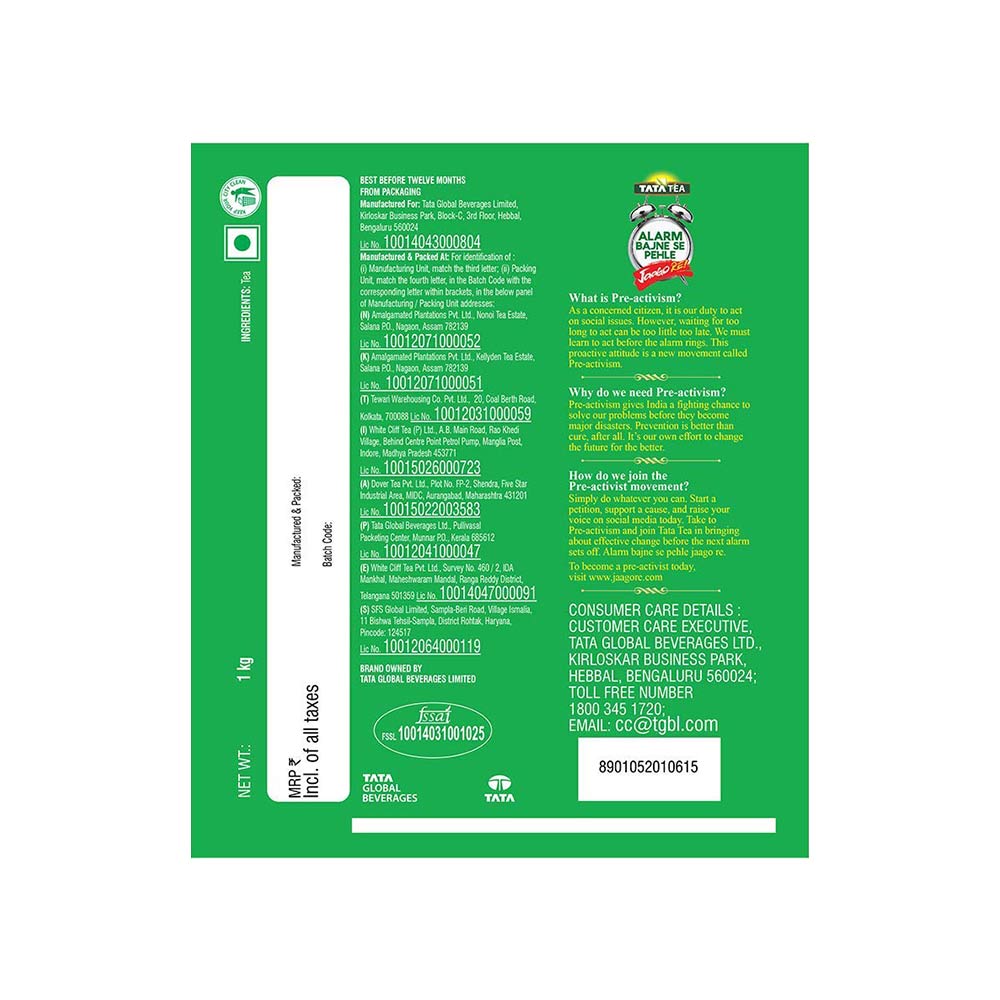 KEEP YOUR CITY CLEAN
INGREDIENTS: Tea
NET WT.: 1 kg
Manufactured & Packed:
Batch Code:
MRP ₹
Incl. of all taxes
BEST BEFORE TWELVE MONTHS
FROM PACKAGING
Manufactured For: Tata Global Beverages Limited,
Kirloskar Business Park, Block-C, 3rd Floor, Hebbal,
Bengaluru 560024
Lic No. 10014043000804
Manufactured & Packed At: For identification of :
(i) Manufacturing Unit, match the third letter; (ii) Packing
Unit, match the fourth letter, in the Batch Code with the
corresponding letter within brackets, in the below panel
of Manufacturing / Packing Unit addresses:
(N) Amalgamated Plantations Pvt. Ltd., Nonoi Tea Estate,
Salana P.O., Nagaon, Assam 782139
Lic No. 10012071000052
(K) Amalgamated Plantations Pvt. Ltd., Kellyden Tea Estate,
Salana P.O., Nagaon, Assam 782139
Lic No. 10012071000051
(T) Tewari Warehousing Co. Pvt. Ltd., 20, Coal Berth Road,
Kolkata, 700088 Lic No. 10012031000059
(I) White Cliff Tea (P) Ltd., A.B. Main Road, Rao Khedi
Village, Behind Centre Point Petrol Pump, Manglia Post,
Indore, Madhya Pradesh 453771
Lic No. 10015026000723
(A) Dover Tea Pvt. Ltd., Plot No. FP-2, Shendra, Five Star
Industrial Area, MIDC, Aurangabad, Maharashtra 431201
Lic No. 10015022003583
(P) Tata Global Beverages Ltd., Pullivasal
Packeting Center, Munnar P.O., Kerala 685612
Lic No. 10012041000047
(E) White Cliff Tea Pvt. Ltd., Survey No. 460 / 2, IDA
Mankhal, Maheshwaram Mandal, Ranga Reddy District,
Telangana 501359 Lic No. 10014047000091
(S) SFS Global Limited, Sampla-Beri Road, Village Ismalia,
11 Bishwa Tehsil-Sampla, District Rohtak, Haryana,
Pincode: 124517
Lic No. 10012064000119
BRAND OWNED BY
TATA GLOBAL BEVERAGES LIMITED
fssai
FSSL 10014031001025
TATA
GLOBAL
BEVERAGES
TATA
TATA TEA
ALARM
BAJNE SE
PEHLE
JAAGO RE!
What is Pre-activism?
As a concerned citizen, it is our duty to act
on social issues. However, waiting for too
long to act can be too little too late. We must
learn to act before the alarm rings. This
proactive attitude is a new movement called
Pre-activism.
Why do we need Pre-activism?
Pre-activism gives India a fighting chance to
solve our problems before they become
major disasters. Prevention is better than
cure, after all. It's our own effort to change
the future for the better.
How do we join the
Pre-activist movement?
Simply do whatever you can. Start a
petition, support a cause, and raise your
voice on social media today. Take to
Pre-activism and join Tata Tea in bringing
about effective change before the next alarm
sets off. Alarm bajne se pehle jaago re.
To become a pre-activist today,
visit www.jaagore.com
CONSUMER CARE DETAILS :
CUSTOMER CARE EXECUTIVE,
TATA GLOBAL BEVERAGES LTD.,
KIRLOSKAR BUSINESS PARK,
HEBBAL, BENGALURU 560024;
TOLL FREE NUMBER
1800 345 1720;
EMAIL: cc@tgbl.com
8901052010615